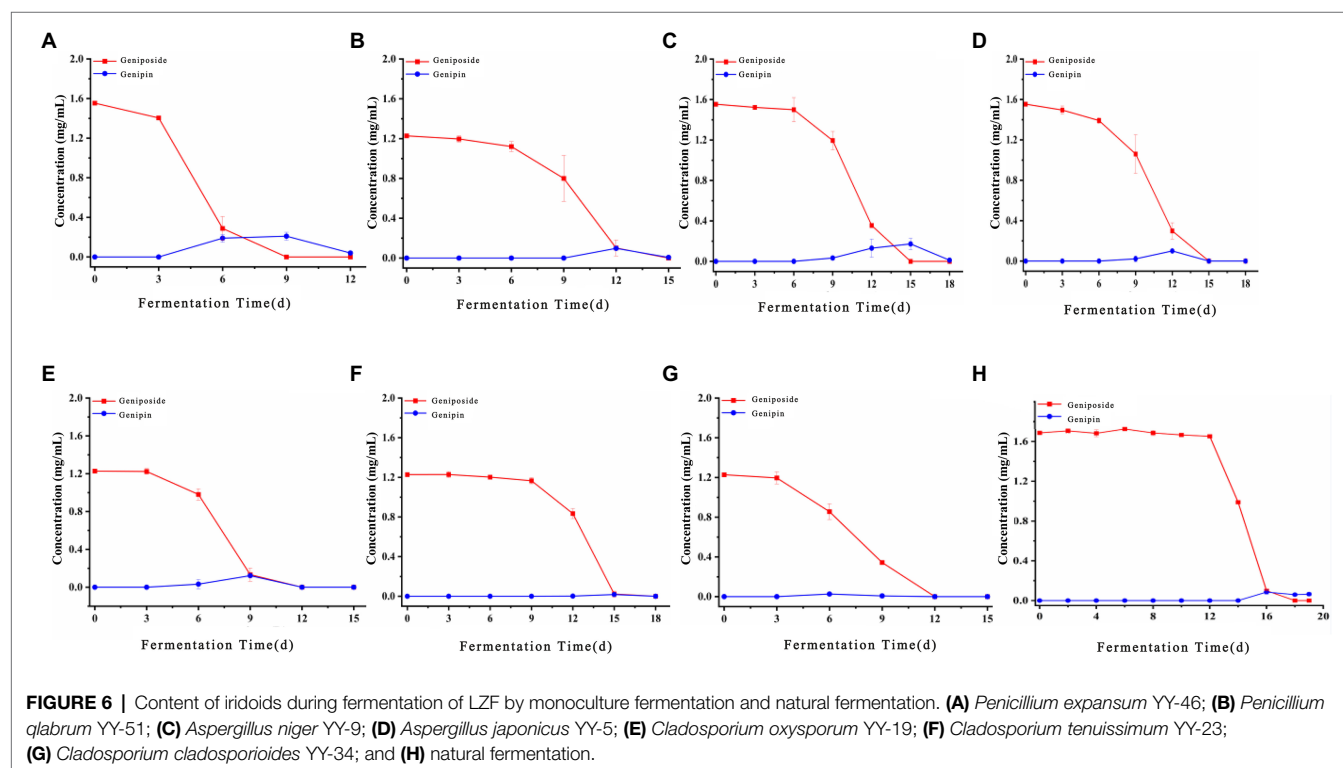 A
Geniposide
Genipin
Concentration (mg/mL)
2.0
1.6
1.2
0.8
0.4
0.0
0 3 6 9 12
Fermentation Time(d)
B
Geniposide
Genipin
Concentration (mg/mL)
2.0
1.6
1.2
0.8
0.4
0.0
0 3 6 9 12 15
Fermentation Time(d)
C
Geniposide
Genipin
Concentration (mg/mL)
2.0
1.6
1.2
0.8
0.4
0.0
0 3 6 9 12 15 18
Fermentation Time(d)
D
Geniposide
Genipin
Concentration (mg/mL)
2.0
1.6
1.2
0.8
0.4
0.0
0 3 6 9 12 15 18
Fermentation Time(d)
E
Geniposide
Genipin
Concentration (mg/mL)
2.0
1.6
1.2
0.8
0.4
0.0
0 3 6 9 12 15
Fermentation Time(d)
F
Geniposide
Genipin
Concentration (mg/mL)
2.0
1.6
1.2
0.8
0.4
0.0
0 3 6 9 12 15 18
Fermentation Time(d)
G
Geniposide
Genipin
Concentration (mg/mL)
2.0
1.6
1.2
0.8
0.4
0.0
0 3 6 9 12 15
Fermentation Time(d)
H
Geniposide
Genipin
Concentration (mg/mL)
2.0
1.6
1.2
0.8
0.4
0.0
0 4 8 12 16 20
Fermentation Time(d)
FIGURE 6 | Content of iridoids during fermentation of LZF by monoculture fermentation and natural fermentation. (A) Penicillium expansum YY-46; (B) Penicillium
qlabrum YY-51; (C) Aspergillus niger YY-9; (D) Aspergillus japonicus YY-5; (E) Cladosporium oxysporum YY-19; (F) Cladosporium tenuissimum YY-23;
(G) Cladosporium cladosporioides YY-34; and (H) natural fermentation.